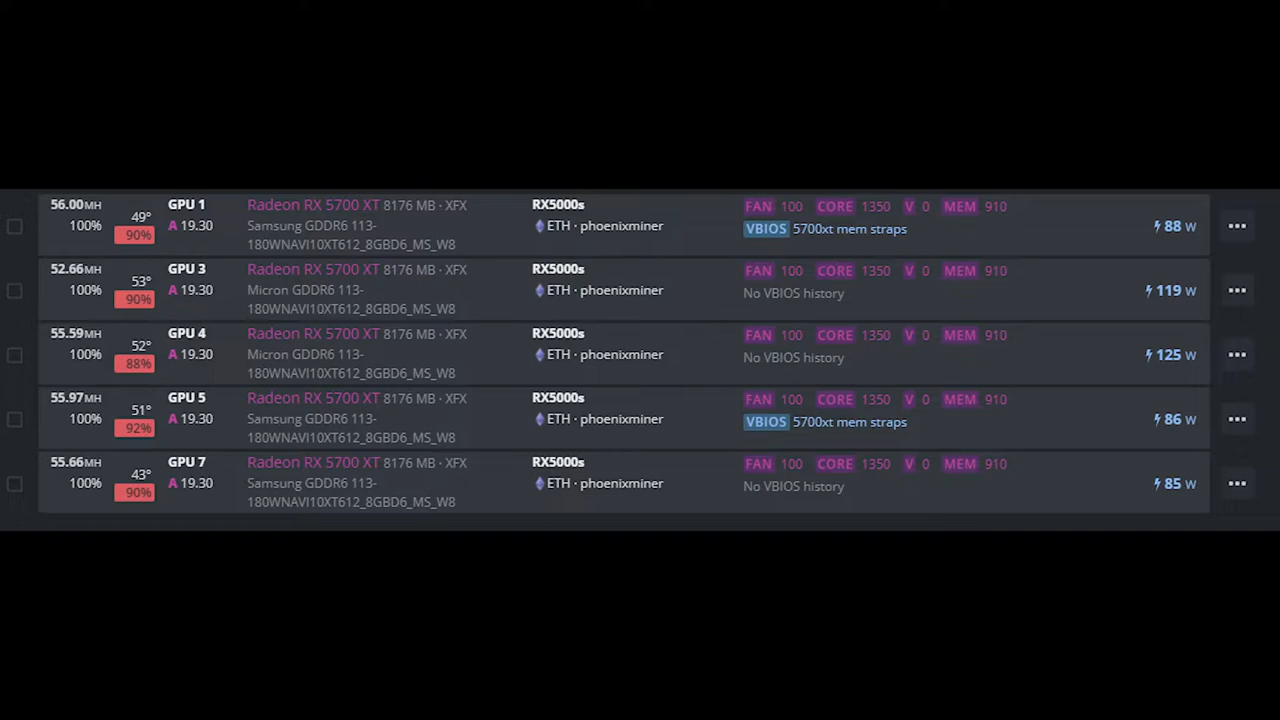 56.00MH 49° GPU 1 Radeon RX 5700 XT 8176 MB · XFX RX5000s FAN 100 CORE 1350 V 0 MEM 910
100% 90% A 19.30 Samsung GDDR6 113- ETH · phoenixminer VBIOS 5700xt mem straps 88 W
180WNAVI10XT612_8GBD6_MS_W8
52.66MH 53° GPU 3 Radeon RX 5700 XT 8176 MB · XFX RX5000s FAN 100 CORE 1350 V 0 MEM 910
100% 90% A 19.30 Micron GDDR6 113- ETH · phoenixminer No VBIOS history 119 W
180WNAVI10XT612_8GBD6_MS_W8
55.59MH 52° GPU 4 Radeon RX 5700 XT 8176 MB · XFX RX5000s FAN 100 CORE 1350 V 0 MEM 910
100% 88% A 19.30 Micron GDDR6 113- ETH · phoenixminer No VBIOS history 125 W
180WNAVI10XT612_8GBD6_MS_W8
55.97MH 51° GPU 5 Radeon RX 5700 XT 8176 MB · XFX RX5000s FAN 100 CORE 1350 V 0 MEM 910
100% 92% A 19.30 Samsung GDDR6 113- ETH · phoenixminer VBIOS 5700xt mem straps 86 W
180WNAVI10XT612_8GBD6_MS_W8
55.66MH 43° GPU 7 Radeon RX 5700 XT 8176 MB · XFX RX5000s FAN 100 CORE 1350 V 0 MEM 910
100% 90% A 19.30 Samsung GDDR6 113- ETH · phoenixminer No VBIOS history 85 W
180WNAVI10XT612_8GBD6_MS_W8